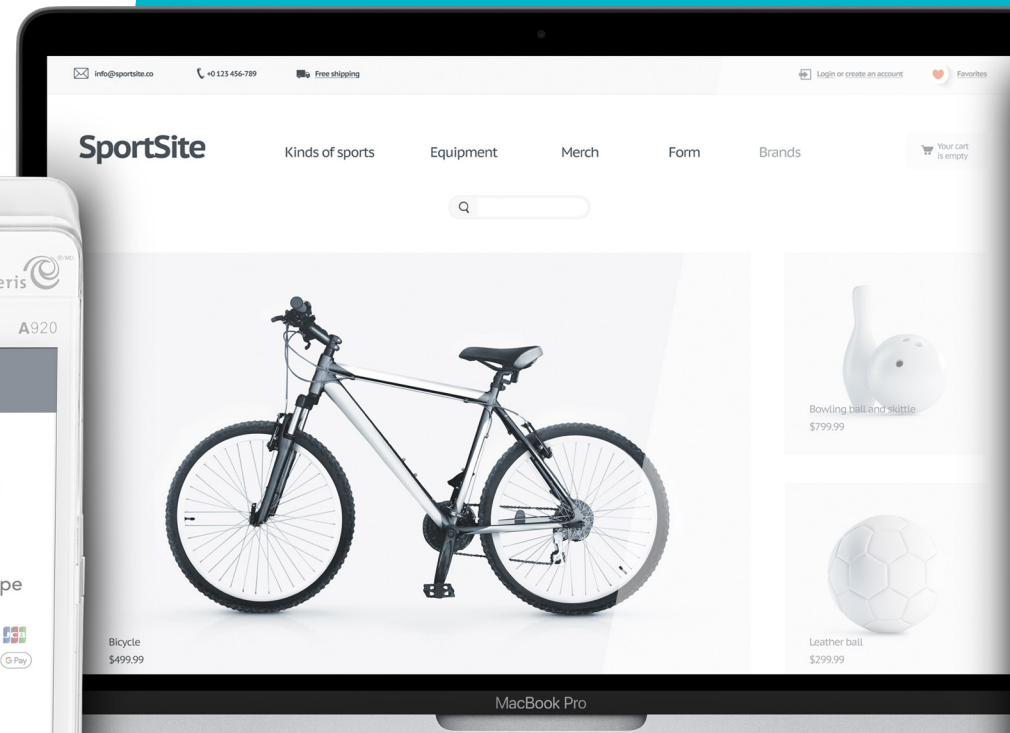 info@sportsite.co
+0 123 456-789
Free shipping
Login or create an account
Favorites
SportSite
Kinds of sports
Equipment
Merch
Form
Brands
Your cart
is empty
eris
®/MD
A920
Bowling ball and skittle
$799.99
pe
JCB
G Pay
Bicycle
$499.99
Leather ball
$299.99
MacBook Pro